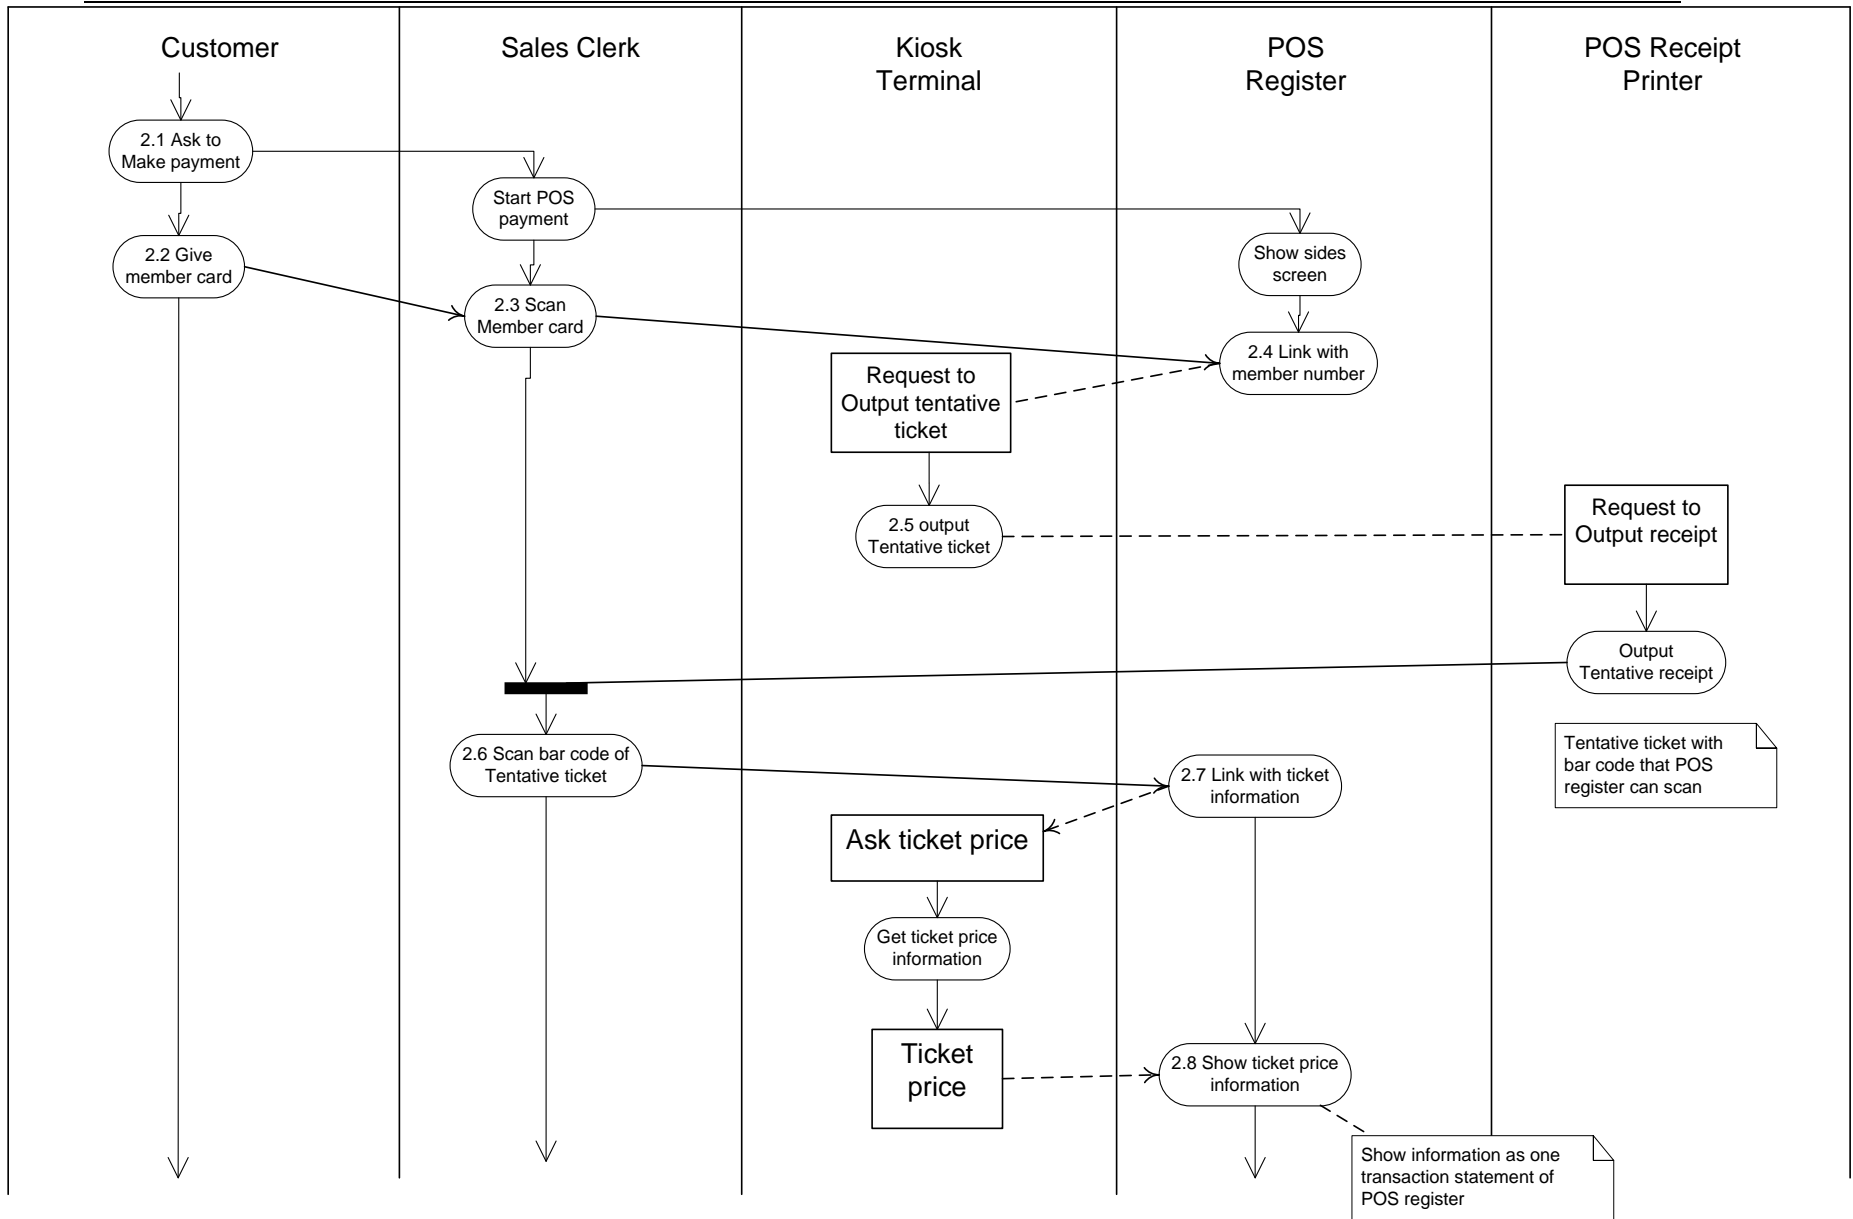 Customer
Sales Clerk
Kiosk
Terminal
POS
Register
POS Receipt
Printer
2.1 Ask to
Make payment
Start POS
payment
2.2 Give
member card
Show sides
screen
2.3 Scan
Member card
2.4 Link with
member number
Request to
Output tentative
ticket
2.5 output
Tentative ticket
Request to
Output receipt
Output
Tentative receipt
2.6 Scan bar code of
Tentative ticket
2.7 Link with ticket
information
Tentative ticket with
bar code that POS
register can scan
Ask ticket price
Get ticket price
information
Ticket
price
2.8 Show ticket price
information
Show information as one
transaction statement of
POS register